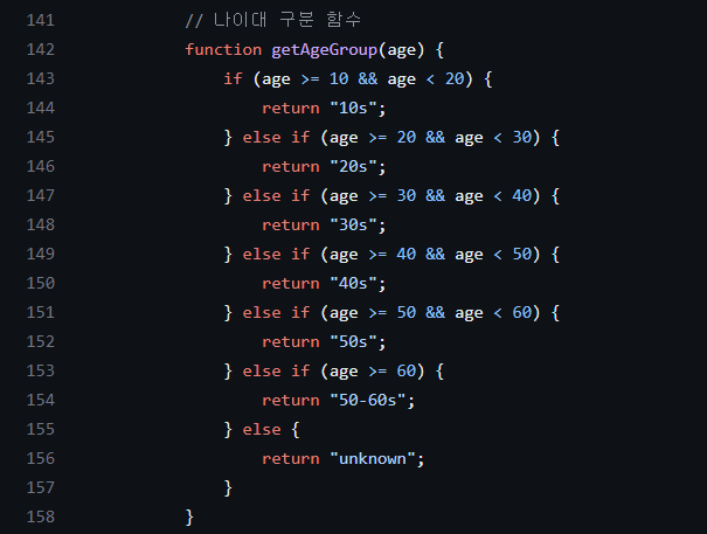 141 // 나이대 구분 함수
142 function getAgeGroup(age) {
143 if (age >= 10 && age < 20) {
144 return "10s";
145 } else if (age >= 20 && age < 30) {
146 return "20s";
147 } else if (age >= 30 && age < 40) {
148 return "30s";
149 } else if (age >= 40 && age < 50) {
150 return "40s";
151 } else if (age >= 50 && age < 60) {
152 return "50s";
153 } else if (age >= 60) {
154 return "50-60s";
155 } else {
156 return "unknown";
157 }
158 }